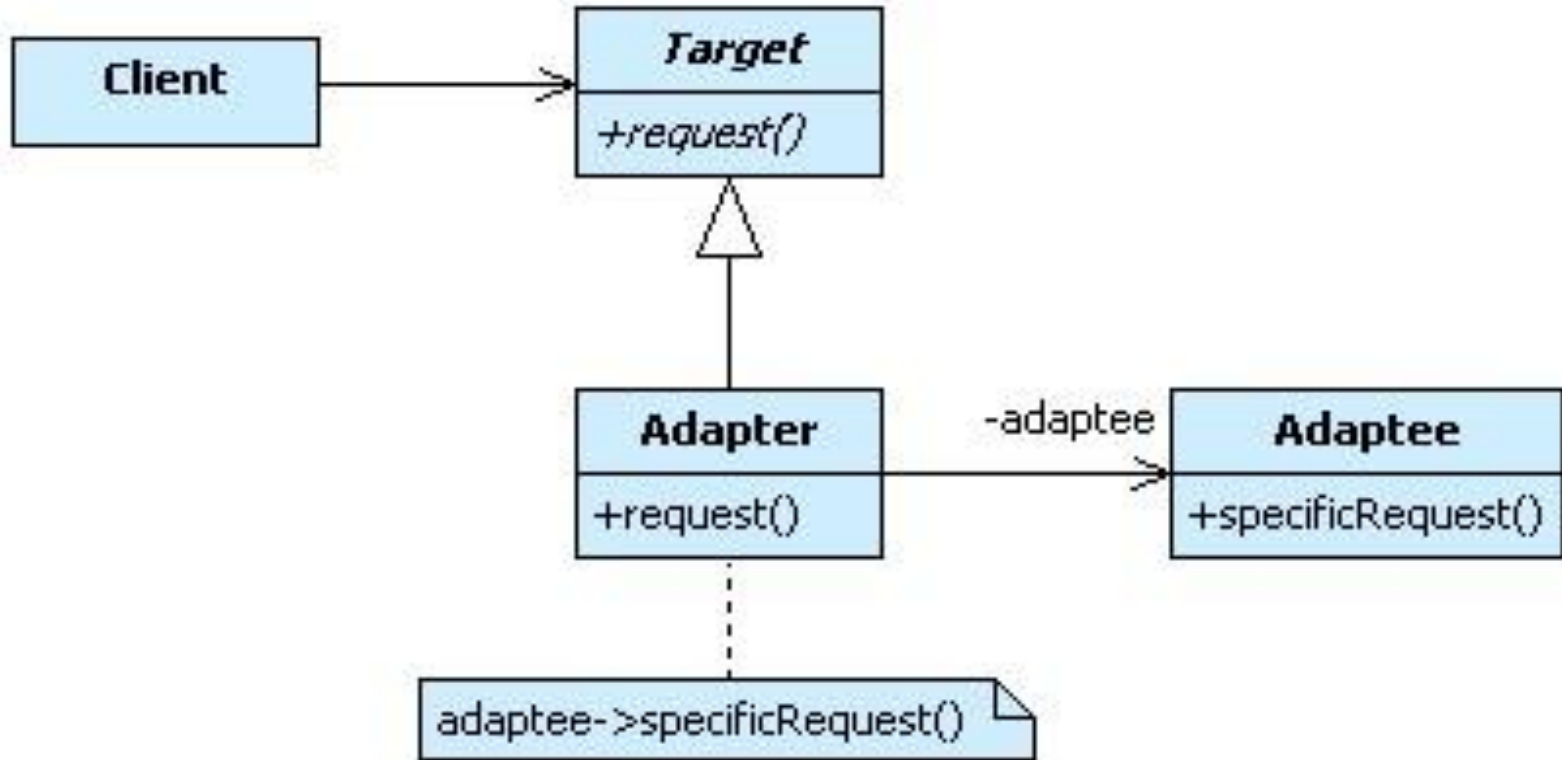 Client
Target
+request()
Adapter
+request()
-adaptee
Adaptee
+specificRequest()
adaptee->specificRequest()